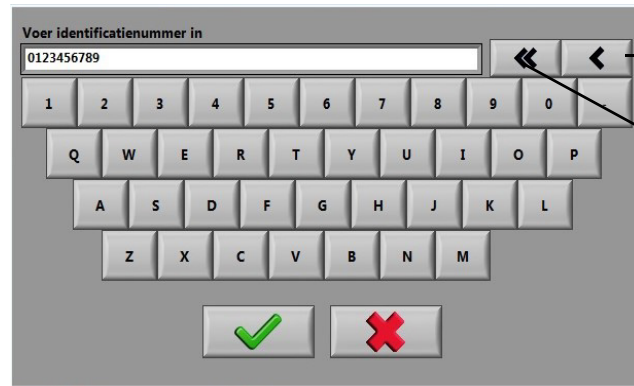 Voer identificatienummer in
0123456789
1 2 3 4 5 6 7 8 9 0 -
Q W E R T Y U I O P
A S D F G H J K L
Z X C V B N M